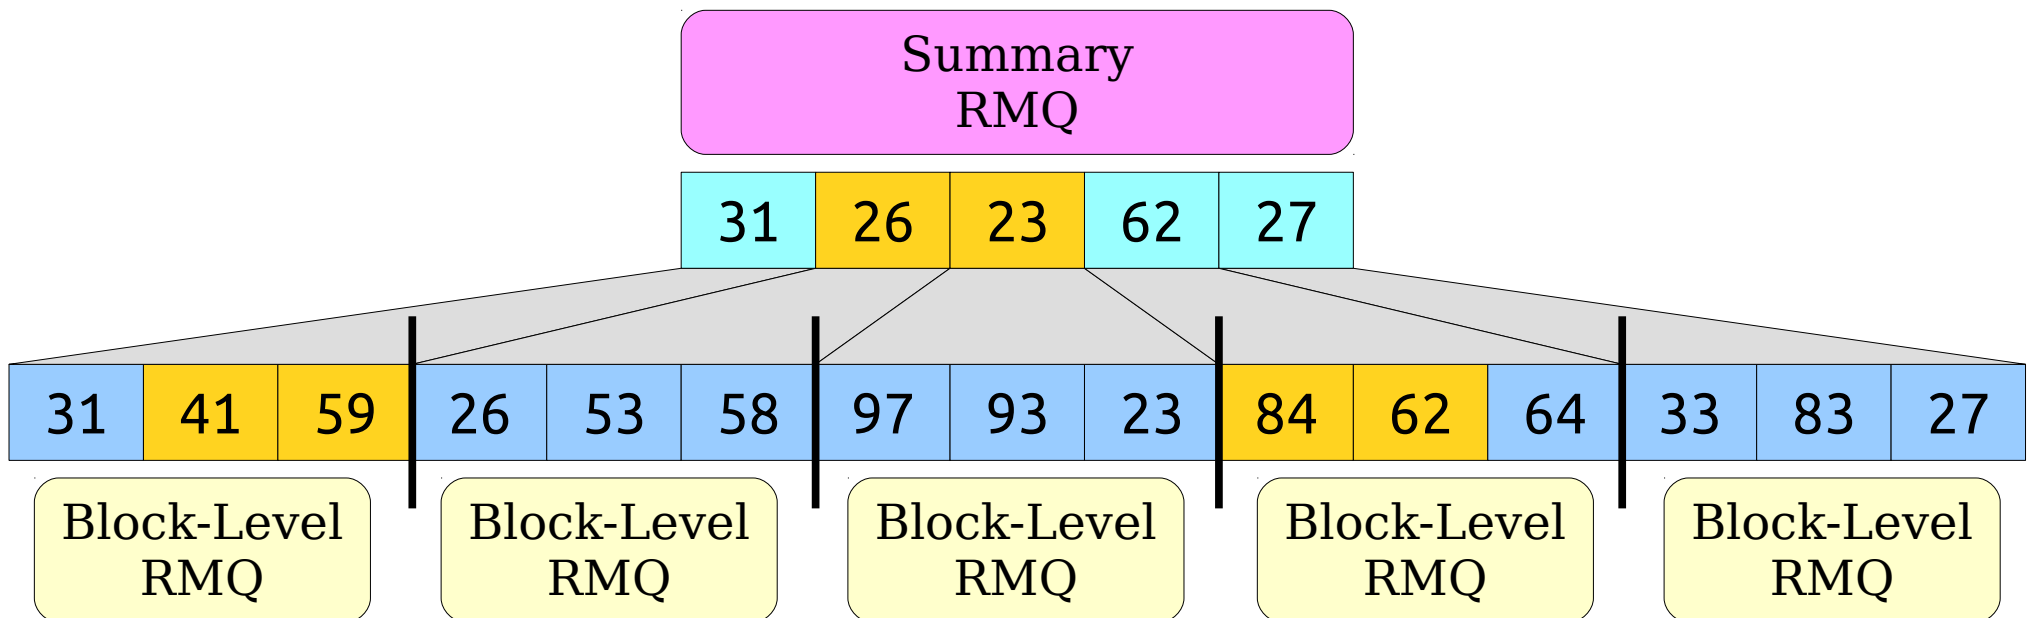 Summary
RMQ
31 26 23 62 27
31 41 59 26 53 58 97 93 23 84 62 64 33 83 27
Block-Level Block-Level Block-Level Block-Level Block-Level
RMQ RMQ RMQ RMQ RMQ